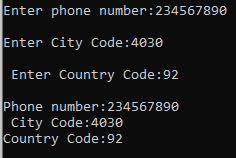 Enter phone number:234567890
Enter City Code:4030
Enter Country Code:92
Phone number:234567890
City Code:4030
Country Code:92